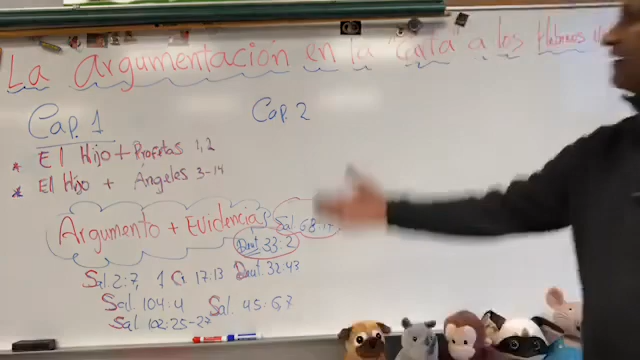 La Argumentación en la "Carta" a los Hebreos
Cap. 1
Cap. 2
* El Hijo + Profetas 1,2
* El Hijo + Ángeles 3-14
Argumento + Evidencias
Sal 68:17
Deut 33:2
Sal. 2:7, 1 Cr 17:13 Deut 32:43
Sal. 104:4 Sal. 45:6,7
Sal 102:25-27